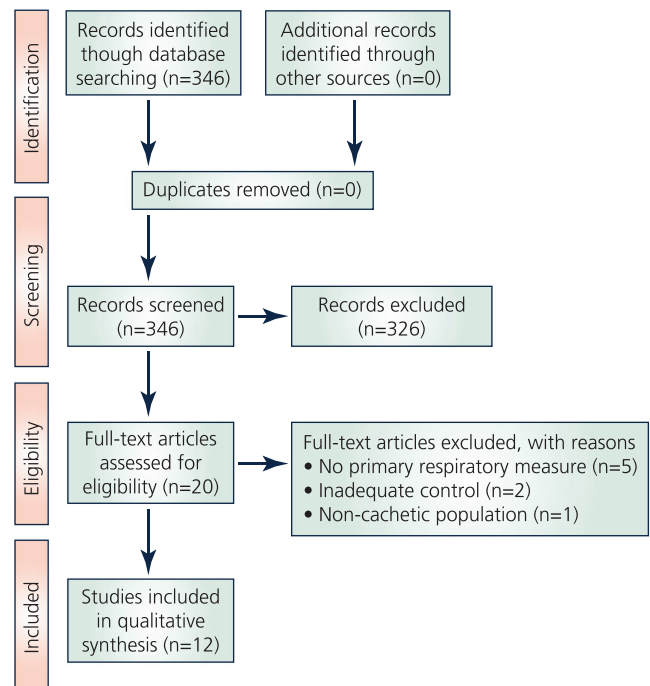 Identification
Records identified
though database
searching (n=346)
Additional records
identified through
other sources (n=0)
Duplicates removed (n=0)
Screening
Records screened
(n=346)
Records excluded
(n=326)
Eligibility
Full-text articles
assessed for
eligibility (n=20)
Full-text articles excluded, with reasons
• No primary respiratory measure (n=5)
• Inadequate control (n=2)
• Non-cachetic population (n=1)
Included
Studies included
in qualitative
synthesis (n=12)